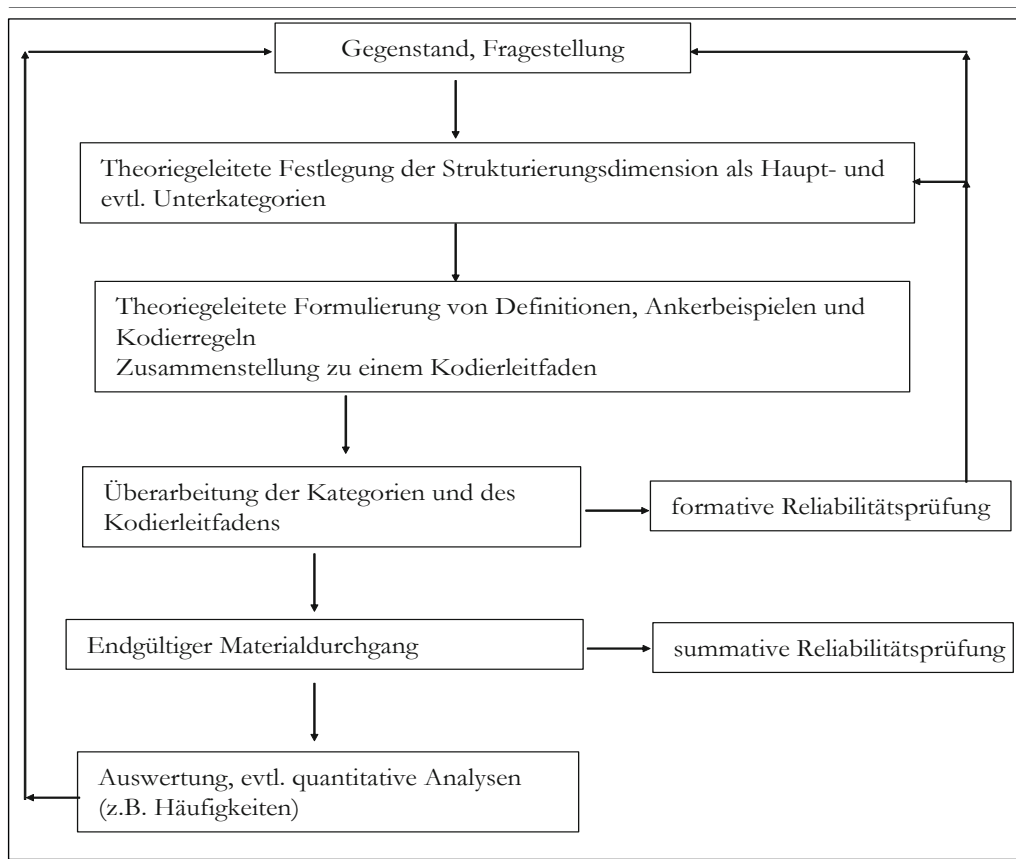 Gegenstand, Fragestellung
Theoriegeleitete Festlegung der Strukturierungsdimension als Haupt- und
evtl. Unterkategorien
Theoriegeleitete Formulierung von Definitionen, Ankerbeispielen und
Kodierregeln
Zusammenstellung zu einem Kodierleitfaden
Überarbeitung der Kategorien und des
Kodierleitfadens
formative Reliabilitätsprüfung
Endgültiger Materialdurchgang
summative Reliabilitätsprüfung
Auswertung, evtl. quantitative Analysen
(z.B. Häufigkeiten)